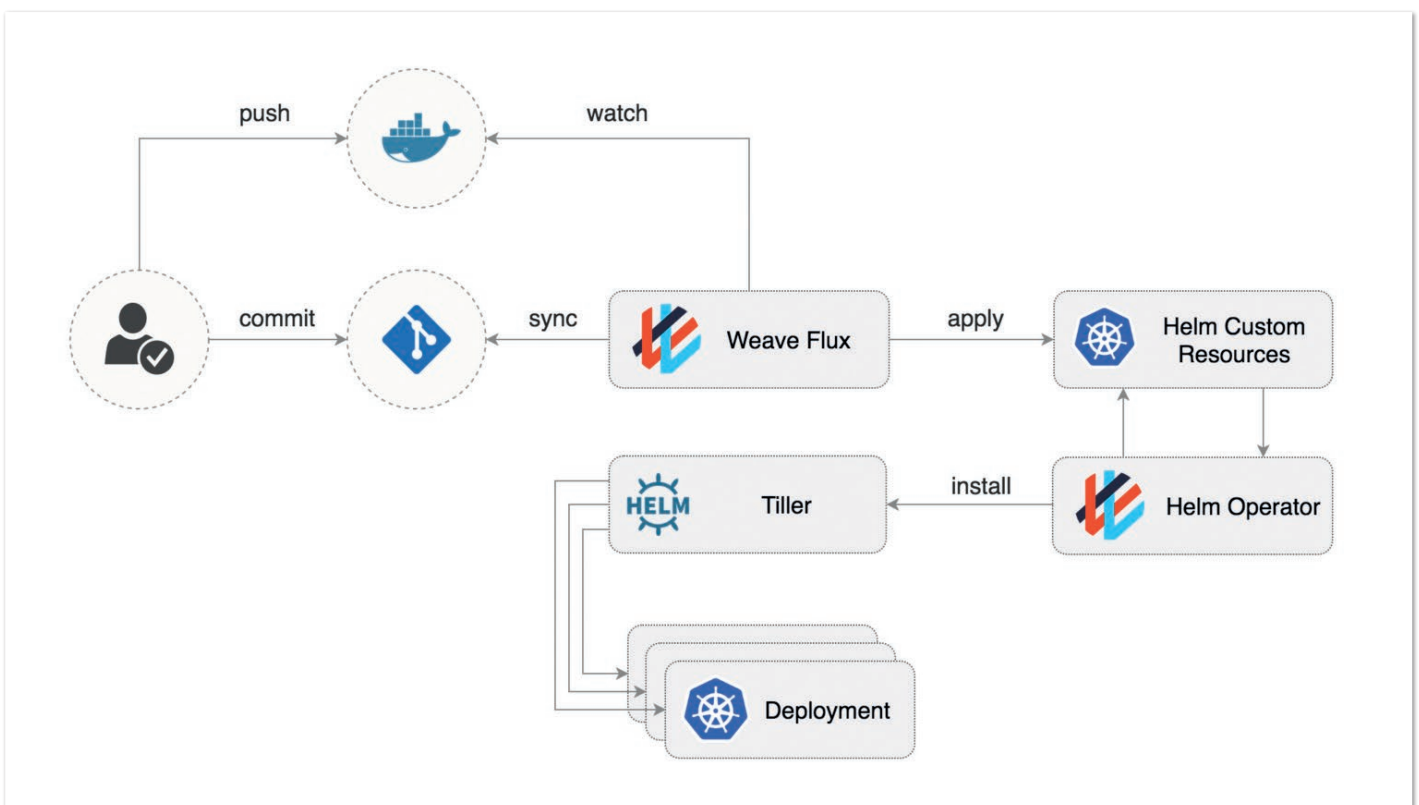 push
watch
commit
sync
Weave Flux
apply
Helm Custom
Resources
HELM
Tiller
install
Helm Operator
Deployment